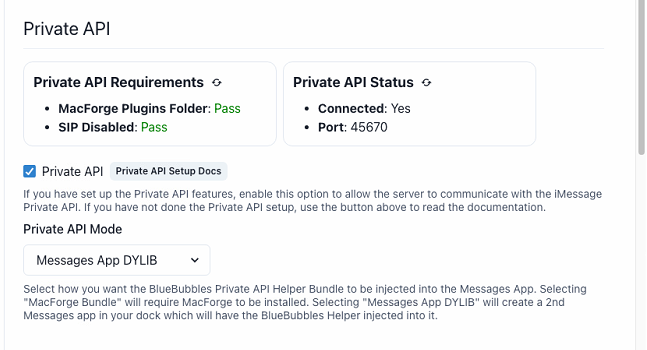 Private API
Private API Requirements
MacForge Plugins Folder: Pass
SIP Disabled: Pass
Private API Status
Connected: Yes
Port: 45670
Private API Private API Setup Docs
If you have set up the Private API features, enable this option to allow the server to communicate with the iMessage
Private API. If you have not done the Private API setup, use the button above to read the documentation.
Private API Mode
Messages App DYLIB
Select how you want the BlueBubbles Private API Helper Bundle to be injected into the Messages App. Selecting
"MacForge Bundle" will require MacForge to be installed. Selecting "Messages App DYLIB" will create a 2nd
Messages app in your dock which will have the BlueBubbles Helper injected into it.